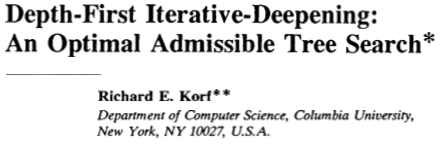 Depth-First Iterative-Deepening:
An Optimal Admissible Tree Search*
Richard E. Korf**
Department of Computer Science, Columbia University,
New York, NY 10027, U.S.A.